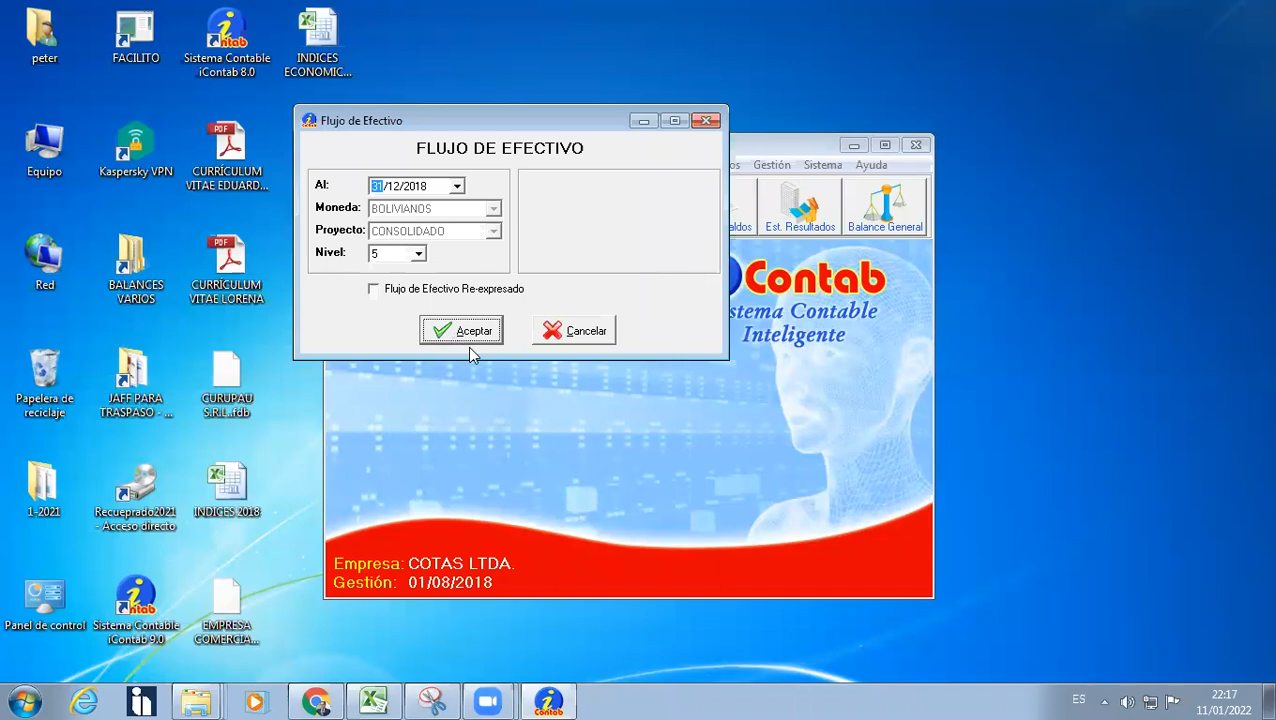 peter
FACILITO
Sistema Contable
iContab 8.0
INDICES
ECONOMIC...
Equipo
Kaspersky VPN
CURRÍCULUM
VITAE EDUARD...
Red
BALANCES
VARIOS
CURRÍCULUM
VITAE LORENA
Papelera de
reciclaje
JAFF PARA
TRASPASO - ...
CURUPAU
S.R.L..fdb
1-2021
Recueprado2021
- Acceso directo
INDICES 2018
Panel de control
Sistema Contable
iContab 9.0
EMPRESA
COMERCIA...
Flujo de Efectivo
FLUJO DE EFECTIVO
Al: 31/12/2018
Moneda: BOLIVIANOS
Proyecto: CONSOLIDADO
Nivel: 5
Flujo de Efectivo Re-expresado
Aceptar
Cancelar
os Gestión Sistema Ayuda
aldos Est. Resultados Balance General
Contab
stema Contable
Inteligente
Empresa: COTAS LTDA.
Gestión: 01/08/2018
Contab
ES
22:17
11/01/2022